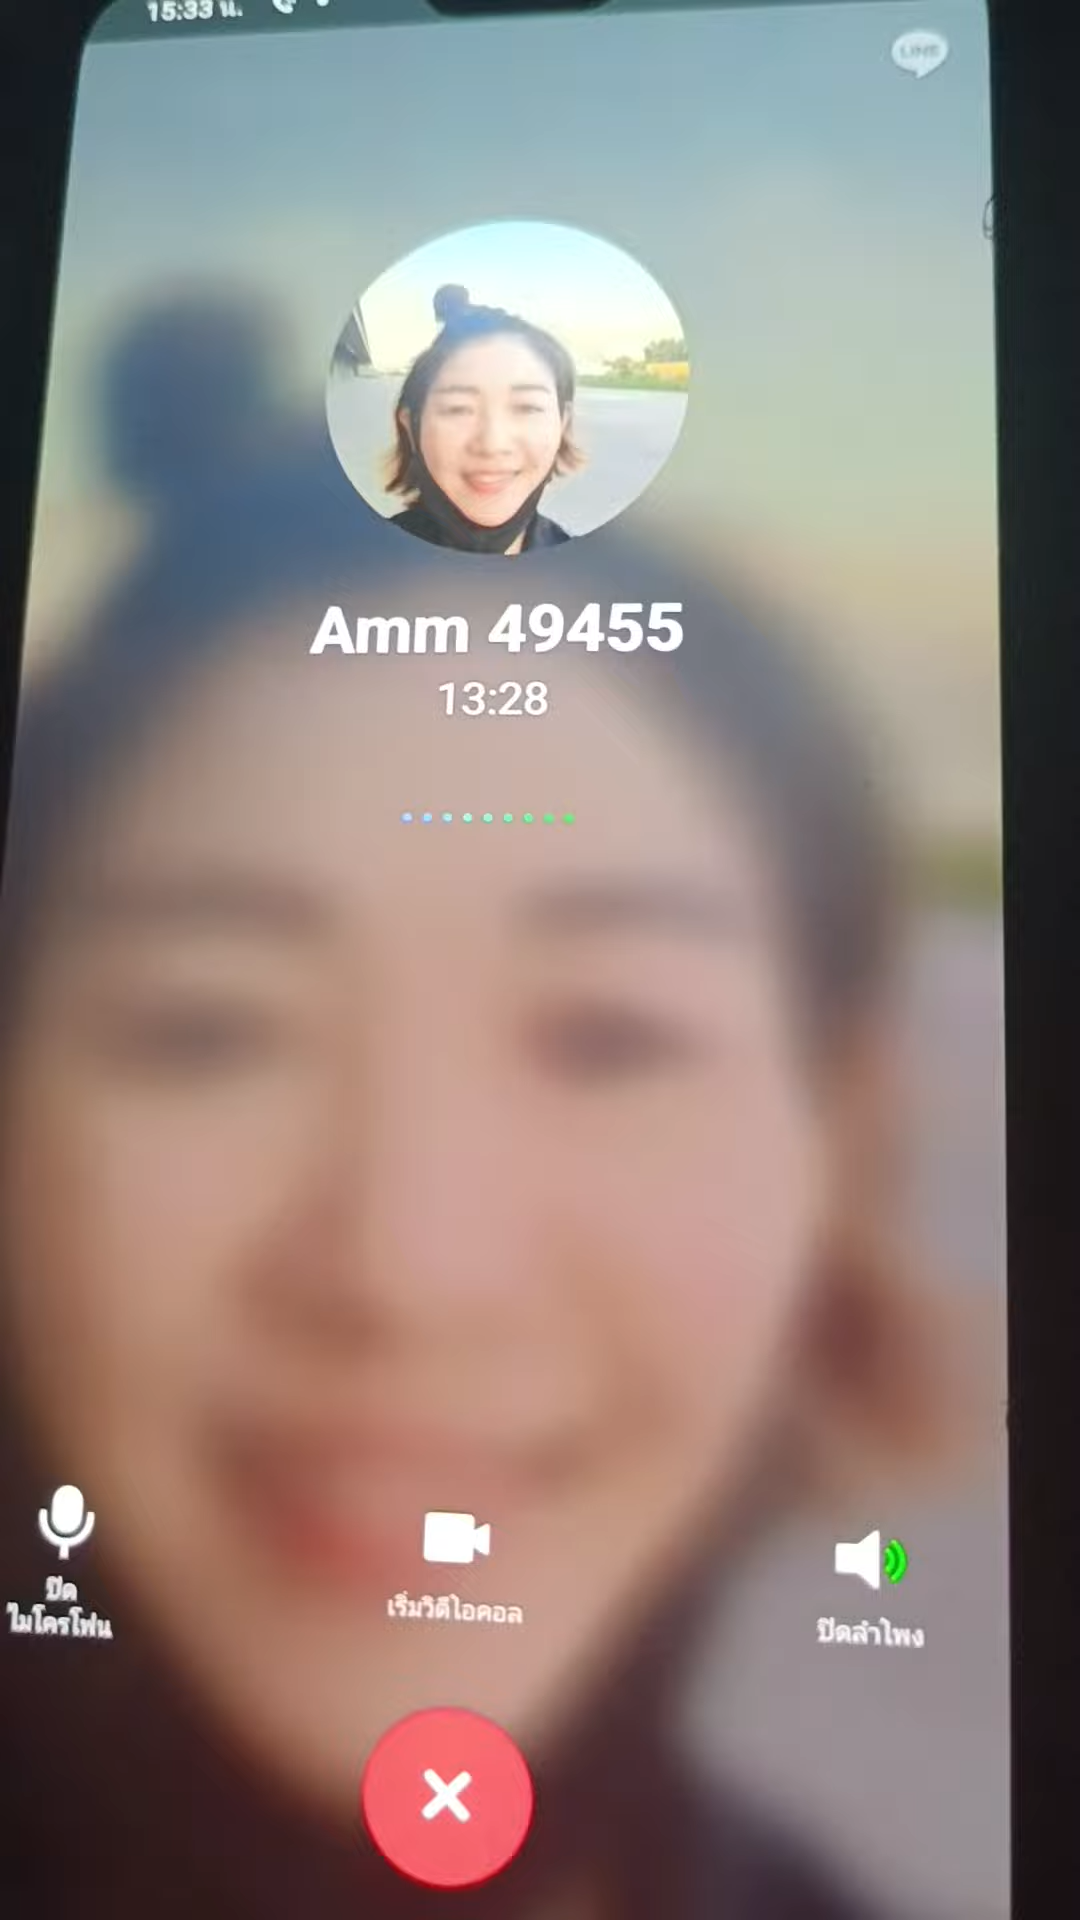 15:33 น.
LINE
Amm 49455
13:28
ปิด
ไมโครโฟน
เริ่มวิดีโอคอล
ปิดลำโพง